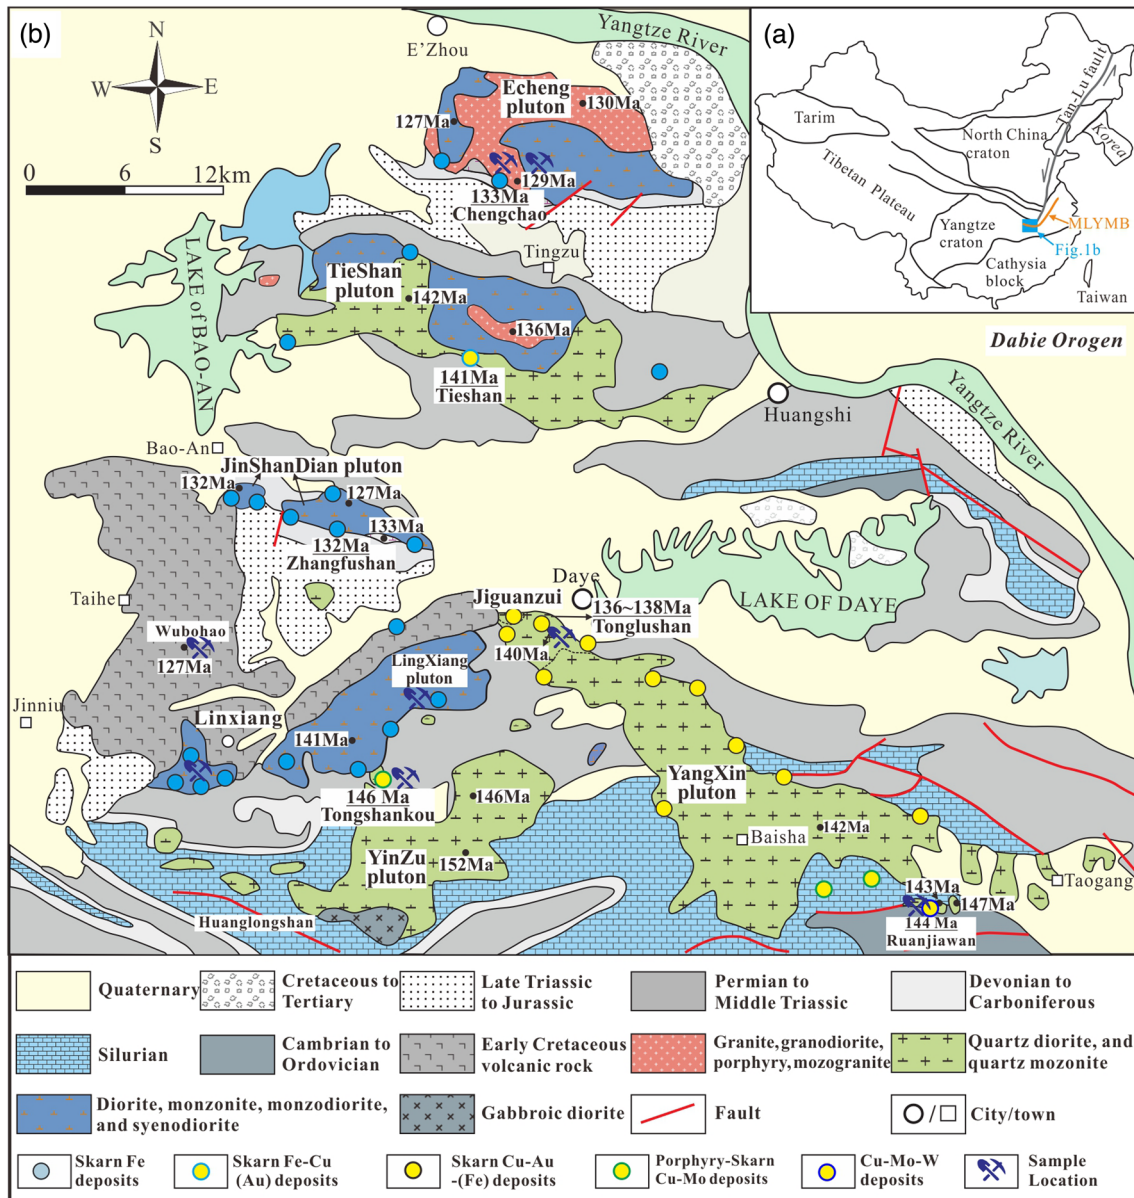 (b)
N
W
E
S
0
6
12km
E'Zhou
Yangtze River
Echeng
pluton
130Ma
127Ma
129Ma
133Ma
Chengchao
Tingzu
LAKE of BAO-AN
TieShan
pluton
142Ma
136Ma
141Ma
Tieshan
(a)
Tarim
North China
craton
Tan-Lu fault
Korea
Tibetan Plateau
Yangtze
craton
MLYMB
Fig.1b
Cathysia
block
Taiwan
Dabie Orogen
Yangtze River
Huangshi
Bao-An
JinShanDian pluton
132Ma
127Ma
133Ma
132Ma
Zhangfushan
Taihe
Daye
Jiguanzui
136~138Ma
Tonglushan
LAKE OF DAYE
140Ma
Wubohao
127Ma
LingXiang
pluton
Jinniu
Linxiang
141Ma
146 Ma
Tongshankou
146Ma
YangXin
pluton
142Ma
Baisha
152Ma
YinZu
pluton
Taogang
143Ma
147Ma
144 Ma
Ruanjiawan
Huanglongshan
Quaternary
Cretaceous to
Tertiary
Late Triassic
to Jurassic
Permian to
Middle Triassic
Devonian to
Carboniferous
Silurian
Cambrian to
Ordovician
Early Cretaceous
volcanic rock
Granite, granodiorite,
porphyry, mozogranite
Quartz diorite, and
quartz mozonite
Diorite, monzonite, monzodiorite,
and syenodiorite
Gabbroic diorite
Fault
/
City/town
Skarn Fe
deposits
Skarn Fe-Cu
(Au) deposits
Skarn Cu-Au
-(Fe) deposits
Porphyry-Skarn
Cu-Mo deposits
Cu-Mo-W
deposits
Sample
Location